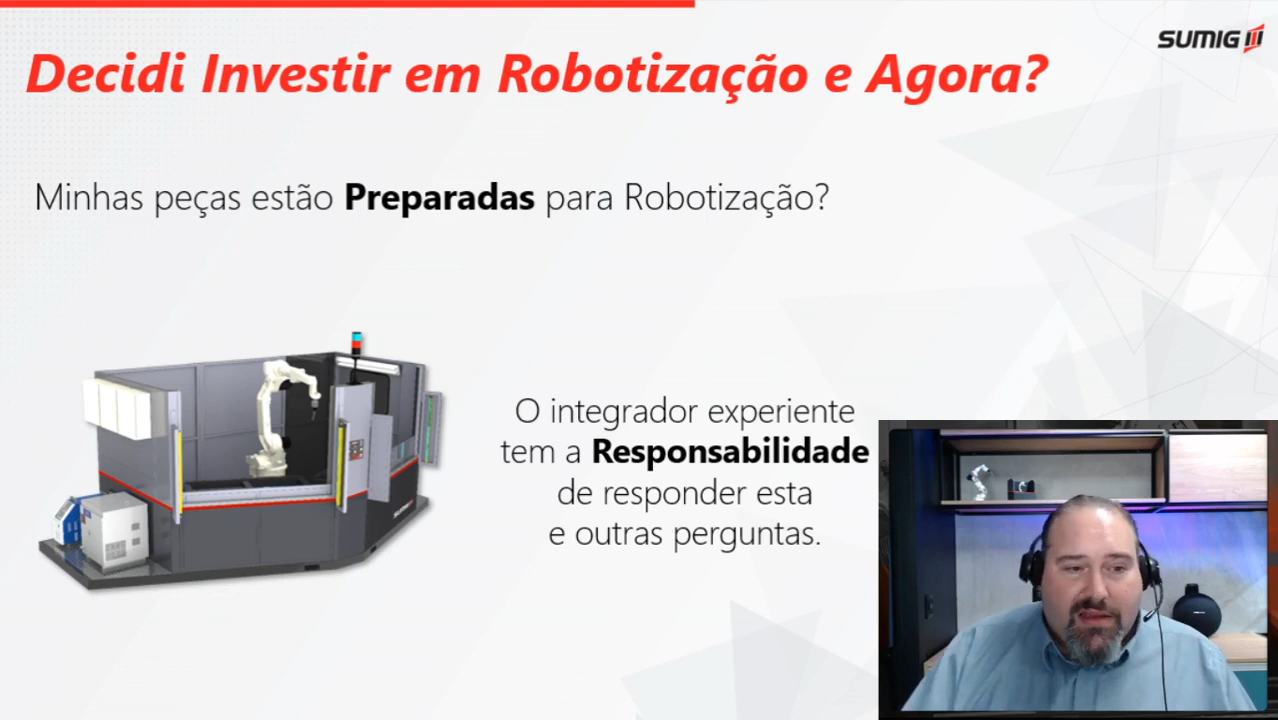 SUMIG
Decidi Investir em Robotização e Agora?
Minhas peças estão Preparadas para Robotização?
O integrador experiente
tem a Responsabilidade
de responder esta
e outras perguntas.
SUMIG